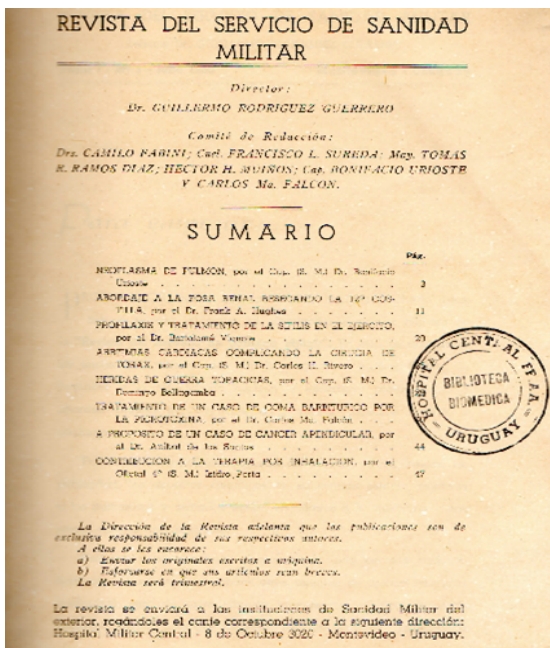 REVISTA DEL SERVICIO DE SANIDAD
MILITAR
Director:
Dr. GUILLERMO RODRIGUEZ GUERRERO
Comité de Redacción:
Drs. CAMILO FABINI; Cnel. FRANCISCO L. SUREDA; May. TOMAS
R. RAMOS DIAZ; HECTOR H. MUIÑOS; Cap. BONIFACIO URIOSTE
Y CARLOS Ma. FALCON.
SUMARIO
Pág.
NEOPLASMA DE PULMON, por el Cap. (S. M.) Dr. Bonifacio
Urioste 3
ABORDAJE A LA FOSA RENAL RESECANDO LA 12ª COS-
TILLA, por el Dr. Frank A. Hughes 11
PROFILAXIS Y TRATAMIENTO DE LA SIFILIS EN EL EJERCITO,
por el Dr. Bartolomé Vignale 20
ARRITMIAS CARDIACAS COMPLICANDO LA CIRUGIA DE
TORAX, por el Cap. (S. M.) Dr. Carlos H. Rivero
HERIDAS DE GUERRA TORACICAS, por el Cap. (S. M.) Dr.
Domingo Bellagamba
TRATAMIENTO DE UN CASO DE COMA BARBITURICO POR
LA PICROTOXINA, por el Dr. Carlos Ma. Falcón
A PROPOSITO DE UN CASO DE CANCER APENDICULAR, por
el Dr. Aníbal de los Santos 44
CONTRIBUCION A LA TERAPIA POR INHALACION, por el
Oficial 4º (S. M.) Isidro Porta 47
HOSPITAL CENTRAL FF.AA.
BIBLIOTECA
BIOMEDICA
URUGUAY
La Dirección de la Revista adelanta que las publicaciones son de
exclusiva responsabilidad de sus respectivos autores.
A ellos se les encarece:
a) Enviar los originales escritos a máquina.
b) Esforzarse en que sus artículos sean breves.
La Revista será trimestral.
La revista se enviará a las instituciones de Sanidad Militar del
exterior, rogándoles el canje correspondiente a la siguiente dirección:
Hospital Militar Central - 8 de Octubre 3020 - Montevideo - Uruguay.